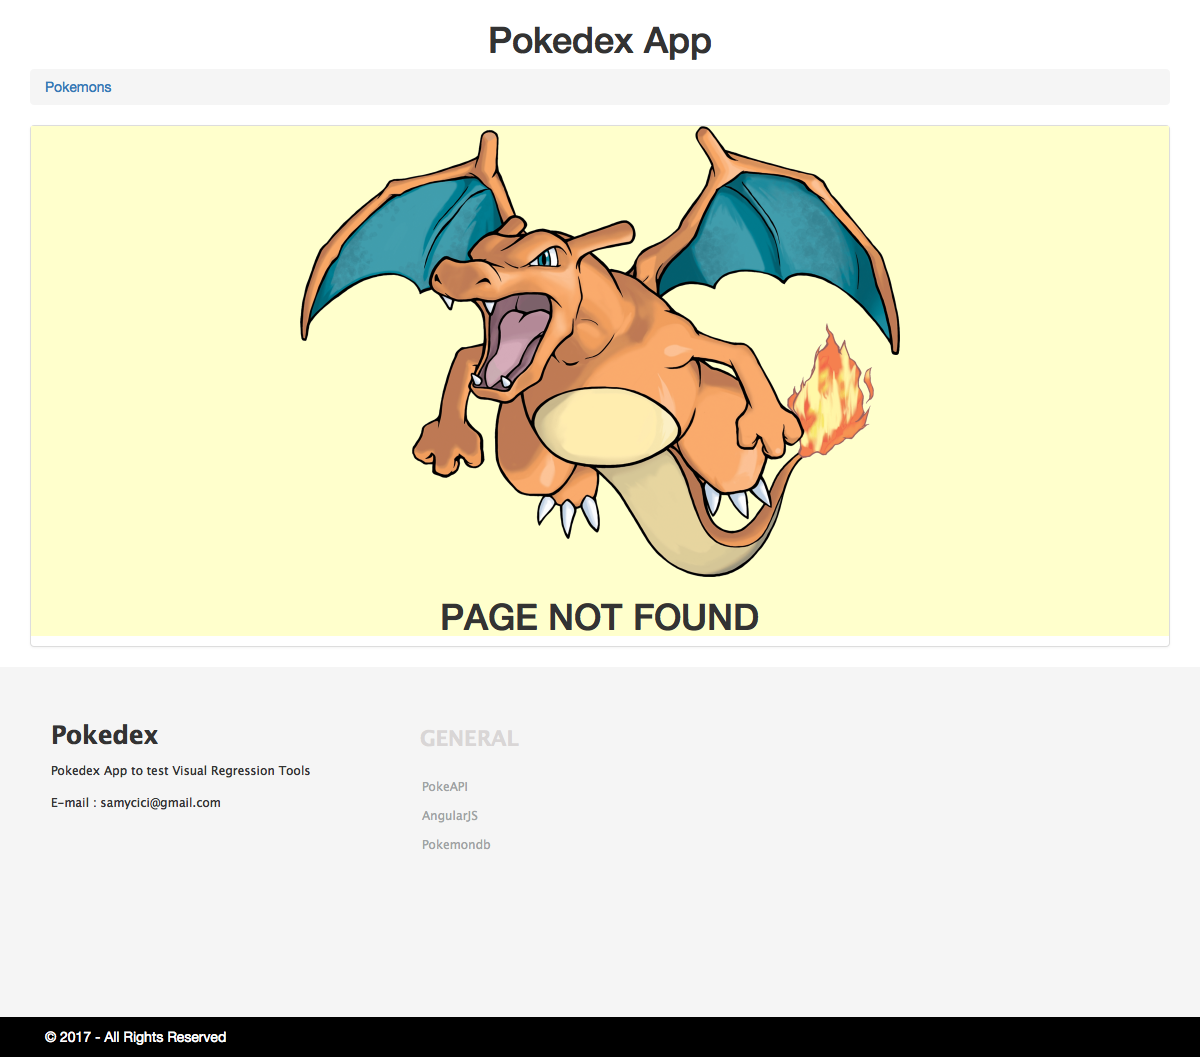 Pokedex App
Pokemons
PAGE NOT FOUND
Pokedex
Pokedex App to test Visual Regression Tools
E-mail : samycici@gmail.com
GENERAL
PokeAPI
AngularJS
Pokemondb
© 2017 - All Rights Reserved